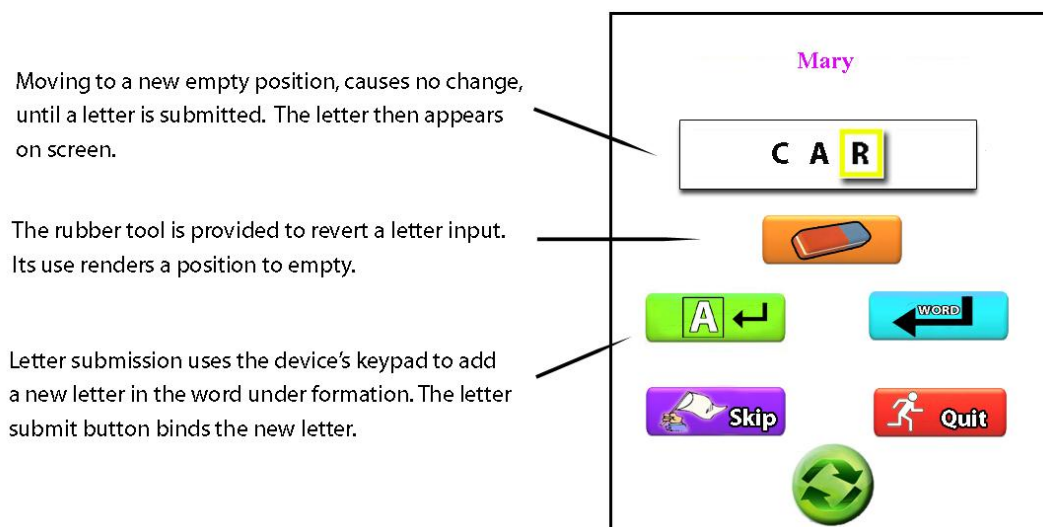 Mary
Moving to a new empty position, causes no change,
until a letter is submitted. The letter then appears
on screen.
C A R
The rubber tool is provided to revert a letter input.
Its use renders a position to empty.
A
WORD
Letter submission uses the device's keypad to add
a new letter in the word under formation. The letter
submit button binds the new letter.
Skip
Quit